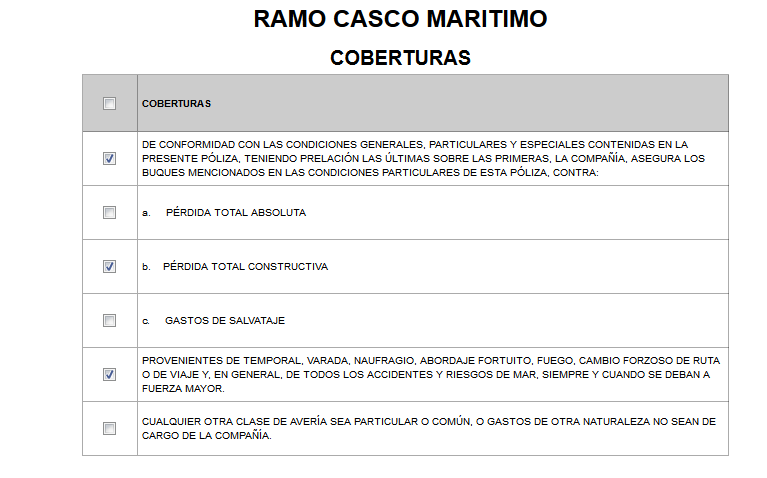 RAMO CASCO MARITIMO
COBERTURAS
COBERTURAS
DE CONFORMIDAD CON LAS CONDICIONES GENERALES, PARTICULARES Y ESPECIALES CONTENIDAS EN LA
PRESENTE PÓLIZA, TENIENDO PRELACIÓN LAS ÚLTIMAS SOBRE LAS PRIMERAS, LA COMPAÑÍA, ASEGURA LOS
BUQUES MENCIONADOS EN LAS CONDICIONES PARTICULARES DE ESTA PÓLIZA, CONTRA:
a. PÉRDIDA TOTAL ABSOLUTA
b. PÉRDIDA TOTAL CONSTRUCTIVA
c. GASTOS DE SALVATAJE
PROVENIENTES DE TEMPORAL, VARADA, NAUFRAGIO, ABORDAJE FORTUITO, FUEGO, CAMBIO FORZOSO DE RUTA
O DE VIAJE Y, EN GENERAL, DE TODOS LOS ACCIDENTES Y RIESGOS DE MAR, SIEMPRE Y CUANDO SE DEBAN A
FUERZA MAYOR.
CUALQUIER OTRA CLASE DE AVERÍA SEA PARTICULAR O COMÚN, O GASTOS DE OTRA NATURALEZA NO SEAN DE
CARGO DE LA COMPAÑÍA.